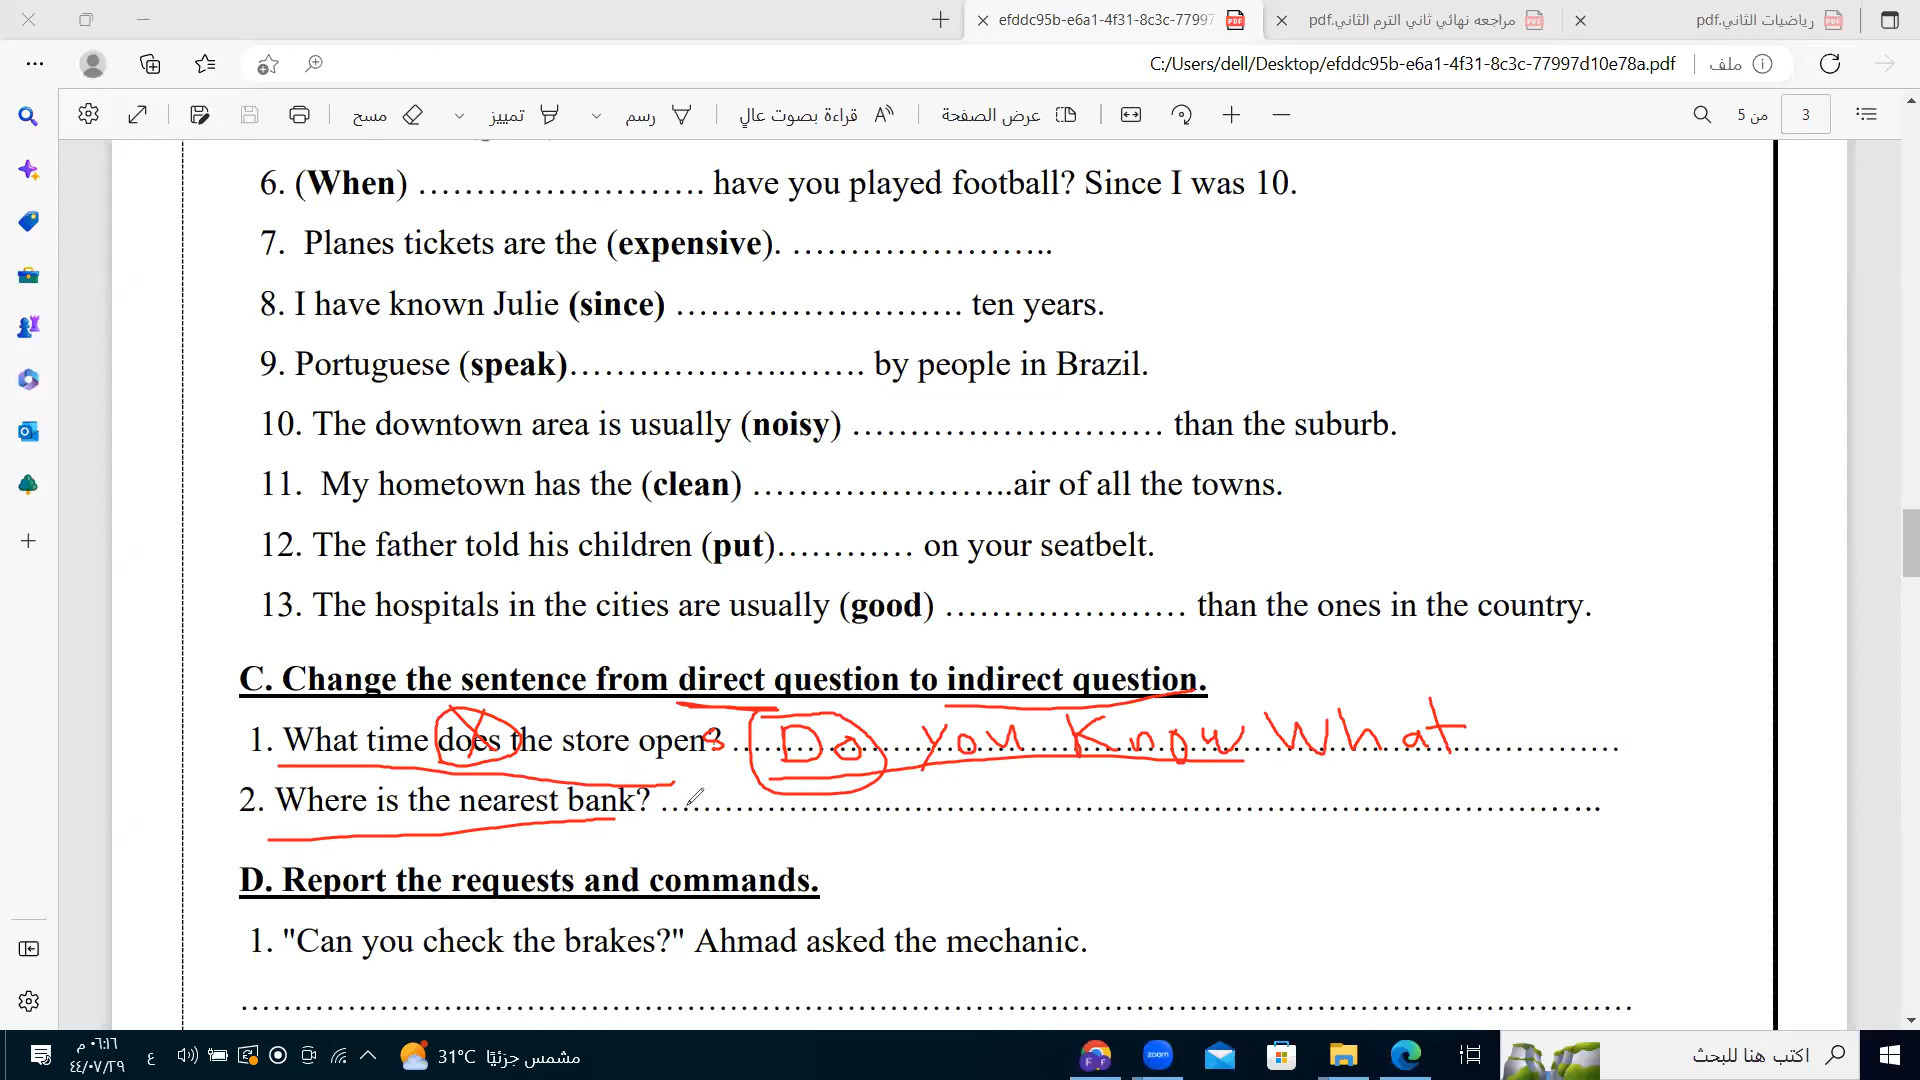 efddc95b-e6a1-4f31-8c3c-77997
مراجعه نهائي ثاني الترم الثاني.pdf
رياضيات الثاني.pdf
C:/Users/dell/Desktop/efddc95b-e6a1-4f31-8c3c-77997d10e78a.pdf
ملف
مسح
تمييز
رسم
قراءة بصوت عالٍ
عرض الصفحة
من 5
3
6. (When) ........................ have you played football? Since I was 10.
7. Planes tickets are the (expensive). ........................
8. I have known Julie (since) ........................ ten years.
9. Portuguese (speak)........................ by people in Brazil.
10. The downtown area is usually (noisy) ........................ than the suburb.
11. My hometown has the (clean) ........................air of all the towns.
12. The father told his children (put)............ on your seatbelt.
13. The hospitals in the cities are usually (good) ..................... than the ones in the country.
C. Change the sentence from direct question to indirect question.
1. What time does the store opens? Do you Know What
2. Where is the nearest bank? ........................
D. Report the requests and commands.
1. "Can you check the brakes?" Ahmad asked the mechanic.
........................
٠٦:١٦ م
٤٤/٠٧/٢٩
ع
31°C مشمس جزئيًا
zoom
اكتب هنا للبحث